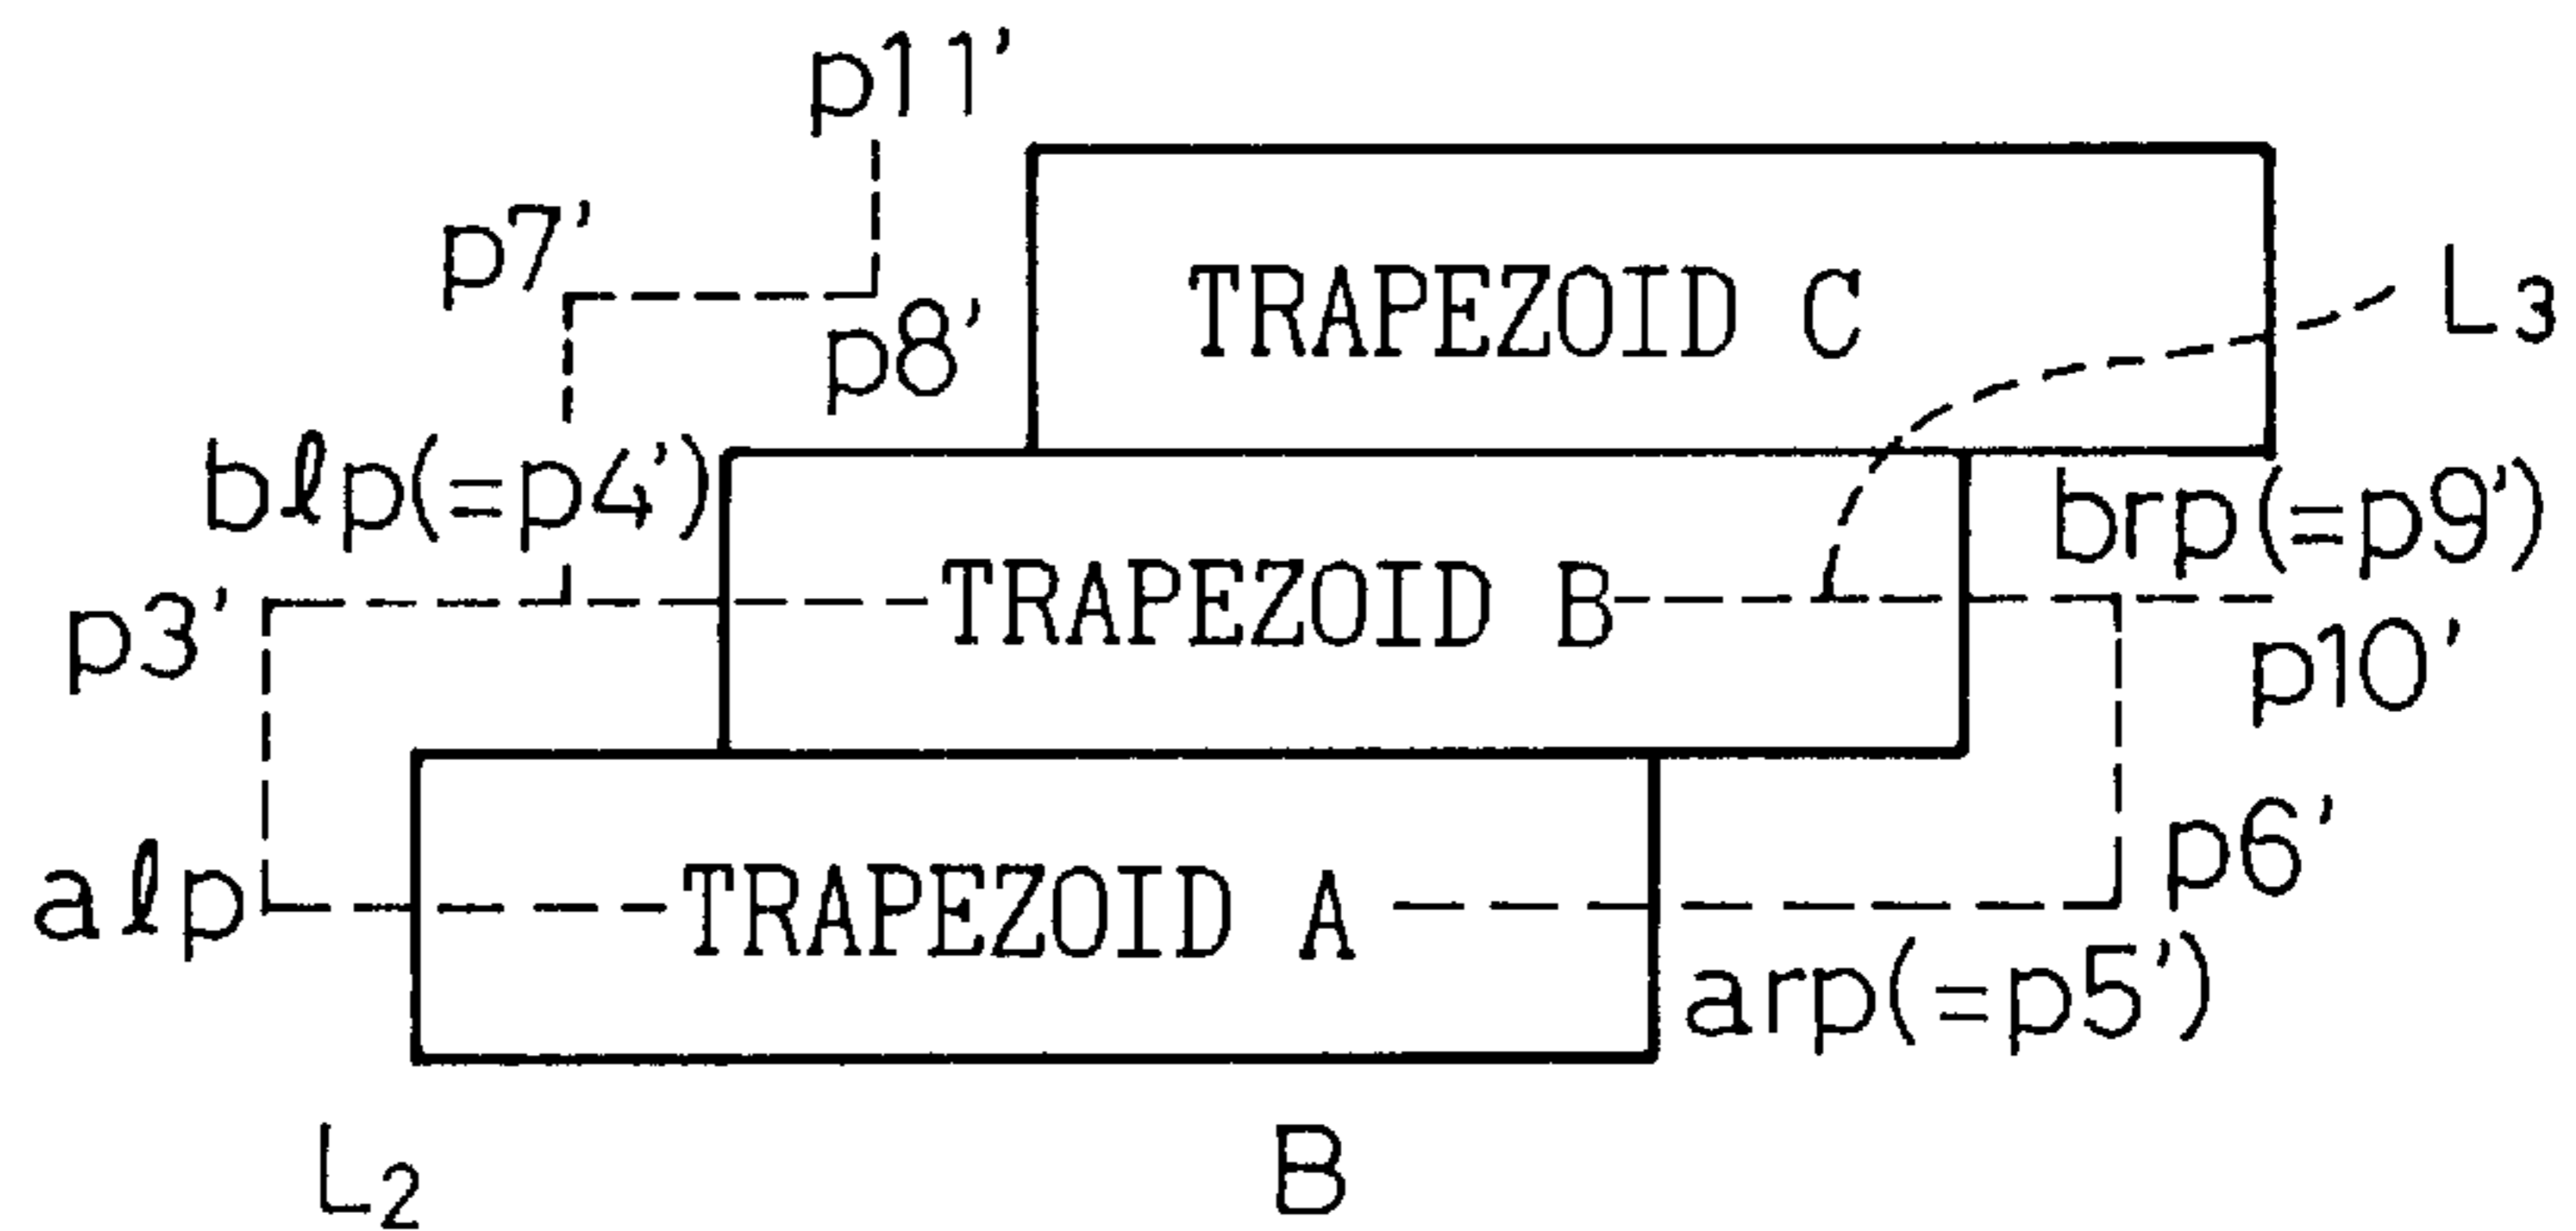 p11'
p7'
p8'
TRAPEZOID C
L₃
bℓp(=p4')
brp(=p9')
p3'
TRAPEZOID B
p10'
aℓp
TRAPEZOID A
p6'
arp(=p5')
L₂
B